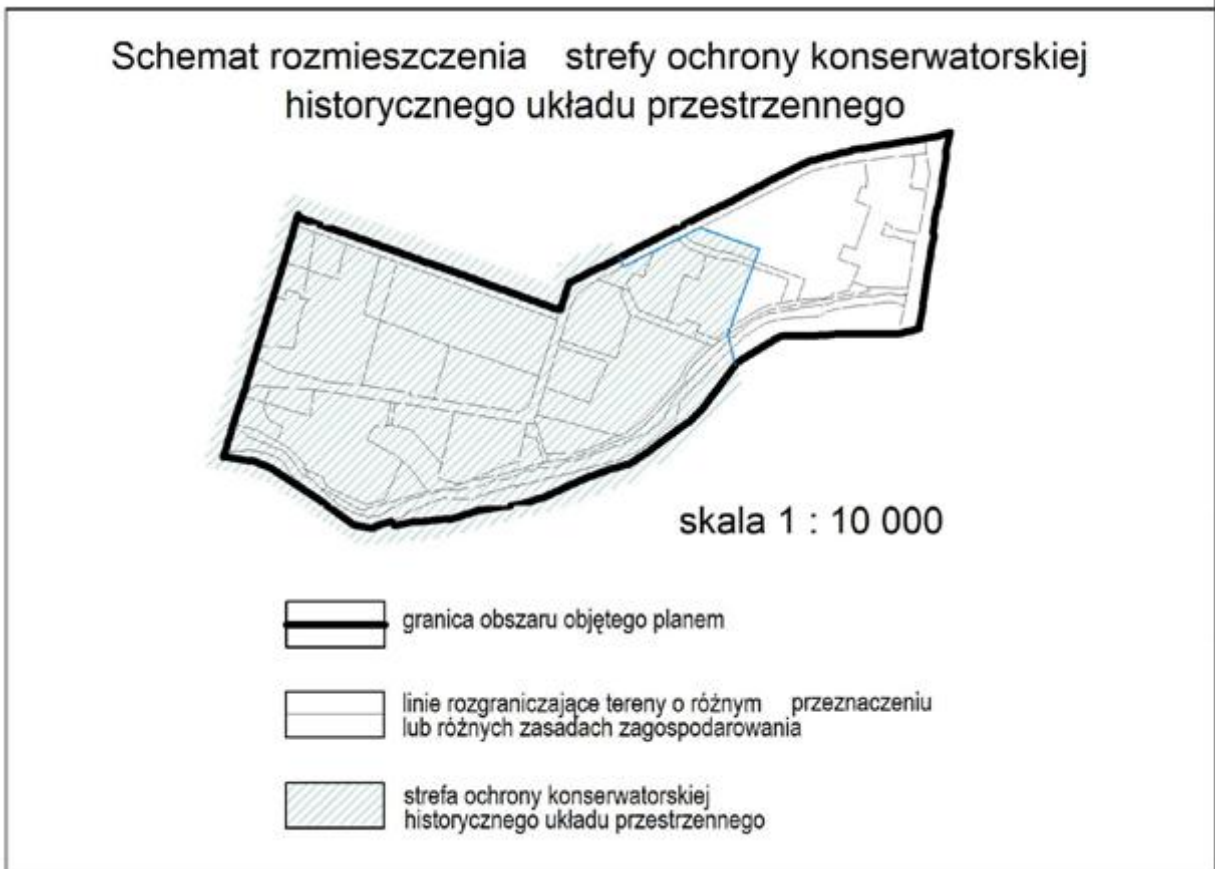 Schemat rozmieszczenia strefy ochrony konserwatorskiej
historycznego układu przestrzennego
skala 1 : 10 000
granica obszaru objętego planem
linie rozgraniczające tereny o różnym przeznaczeniu
lub różnych zasadach zagospodarowania
strefa ochrony konserwatorskiej
historycznego układu przestrzennego